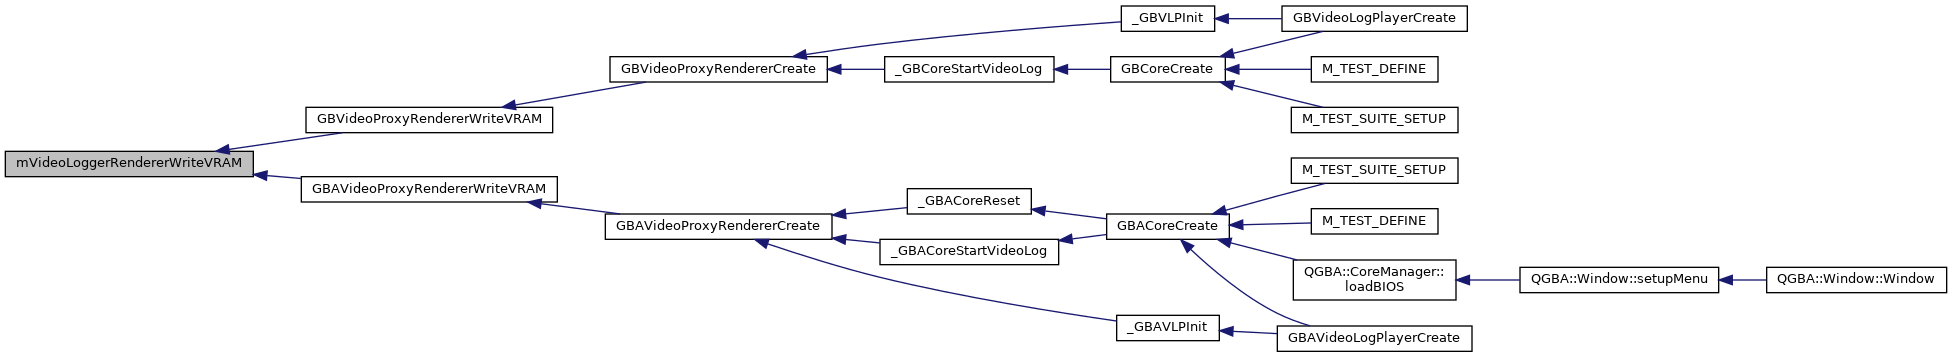 _GBVLPInit
GBVideoLogPlayerCreate
GBVideoProxyRendererCreate
_GBCoreStartVideoLog
GBCoreCreate
M_TEST_DEFINE
GBVideoProxyRendererWriteVRAM
M_TEST_SUITE_SETUP
mVideoLoggerRendererWriteVRAM
M_TEST_SUITE_SETUP
GBAVideoProxyRendererWriteVRAM
_GBACoreReset
GBAVideoProxyRendererCreate
GBACoreCreate
M_TEST_DEFINE
_GBACoreStartVideoLog
QGBA::CoreManager::
loadBIOS
QGBA::Window::setupMenu
QGBA::Window::Window
_GBAVLPInit
GBAVideoLogPlayerCreate